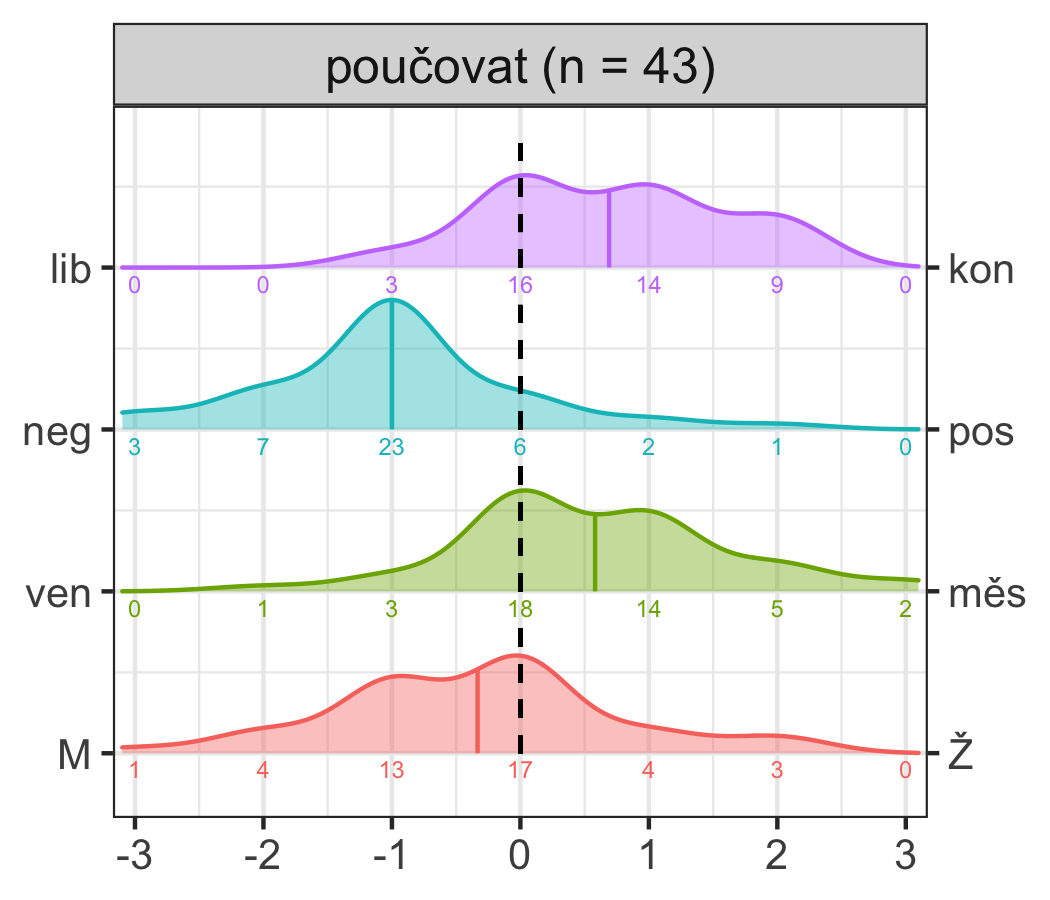 poučovat (n = 43)
lib kon
0 0 3 16 14 9 0
neg pos
3 7 23 6 2 1 0
ven měs
0 1 3 18 14 5 2
M Ž
1 4 13 17 4 3 0
-3 -2 -1 0 1 2 3